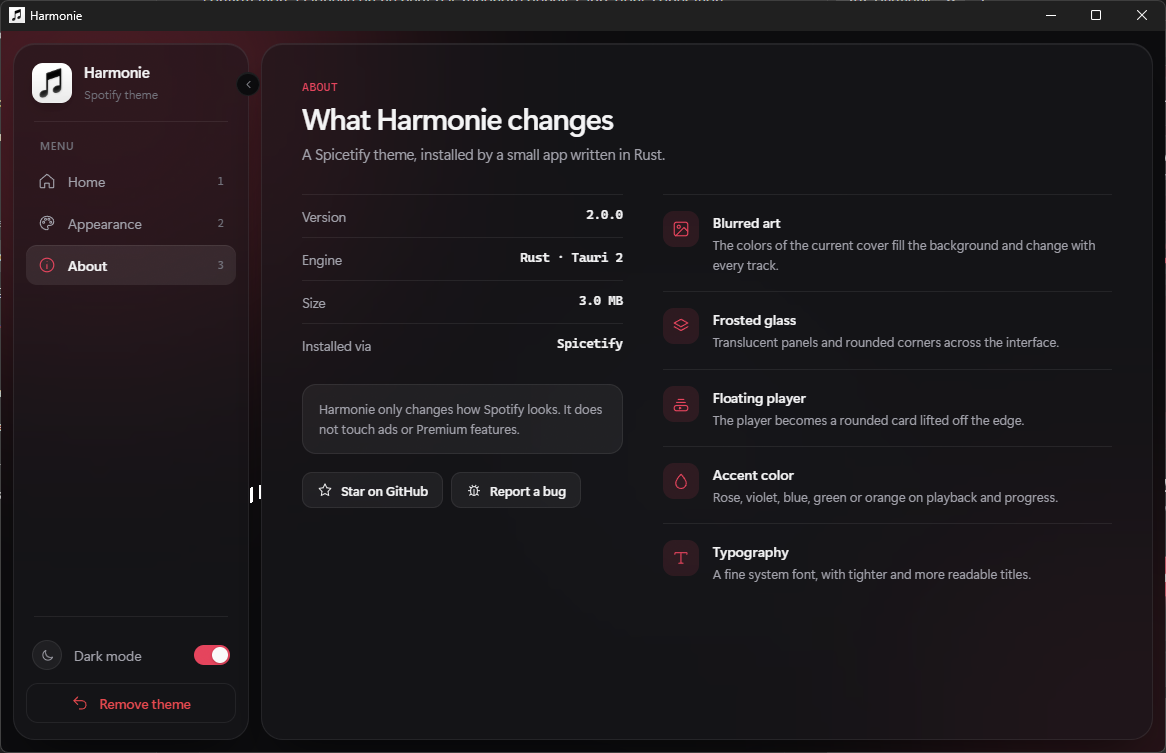 Harmonie
Harmonie
Spotify theme
MENU
Home 1
Appearance 2
About 3
Dark mode
Remove theme
ABOUT
What Harmonie changes
A Spicetify theme, installed by a small app written in Rust.
Version 2.0.0
Engine Rust · Tauri 2
Size 3.0 MB
Installed via Spicetify
Harmonie only changes how Spotify looks. It does
not touch ads or Premium features.
Star on GitHub
Report a bug
Blurred art
The colors of the current cover fill the background and change with
every track.
Frosted glass
Translucent panels and rounded corners across the interface.
Floating player
The player becomes a rounded card lifted off the edge.
Accent color
Rose, violet, blue, green or orange on playback and progress.
Typography
A fine system font, with tighter and more readable titles.